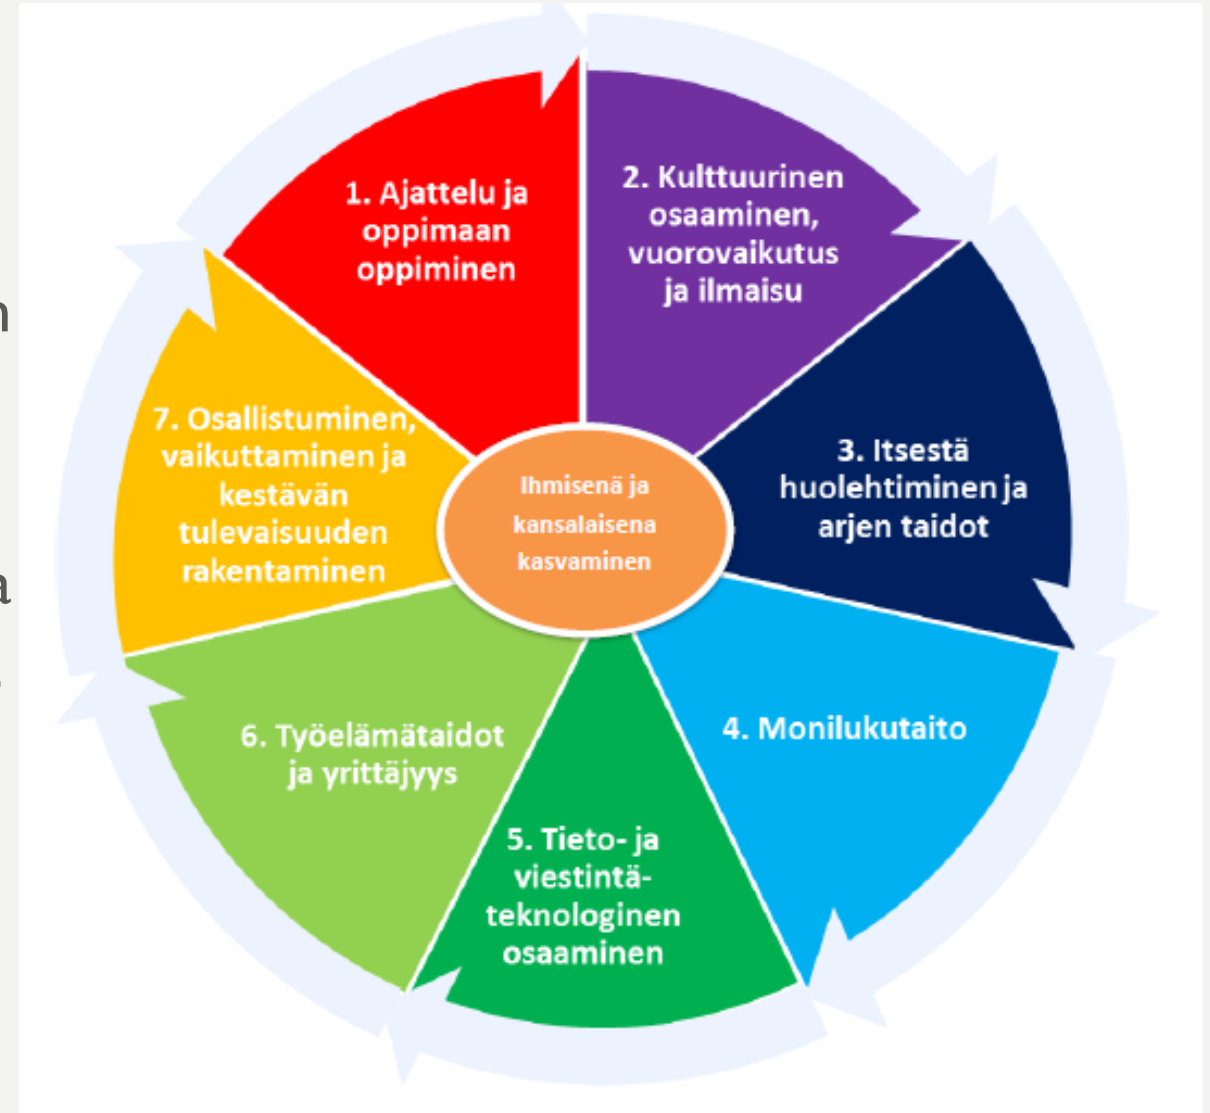 1. Ajattelu ja
oppimaan
oppiminen
2. Kulttuurinen
osaaminen,
vuorovaikutus
ja ilmaisu
3. Itsestä
huolehtiminen ja
arjen taidot
4. Monilukutaito
5. Tieto- ja
viestintä-
teknologinen
osaaminen
6. Työelämätaidot
ja yrittäjyys
7. Osallistuminen,
vaikuttaminen ja
kestävän
tulevaisuuden
rakentaminen
Ihmisenä ja
kansalaisena
kasvaminen